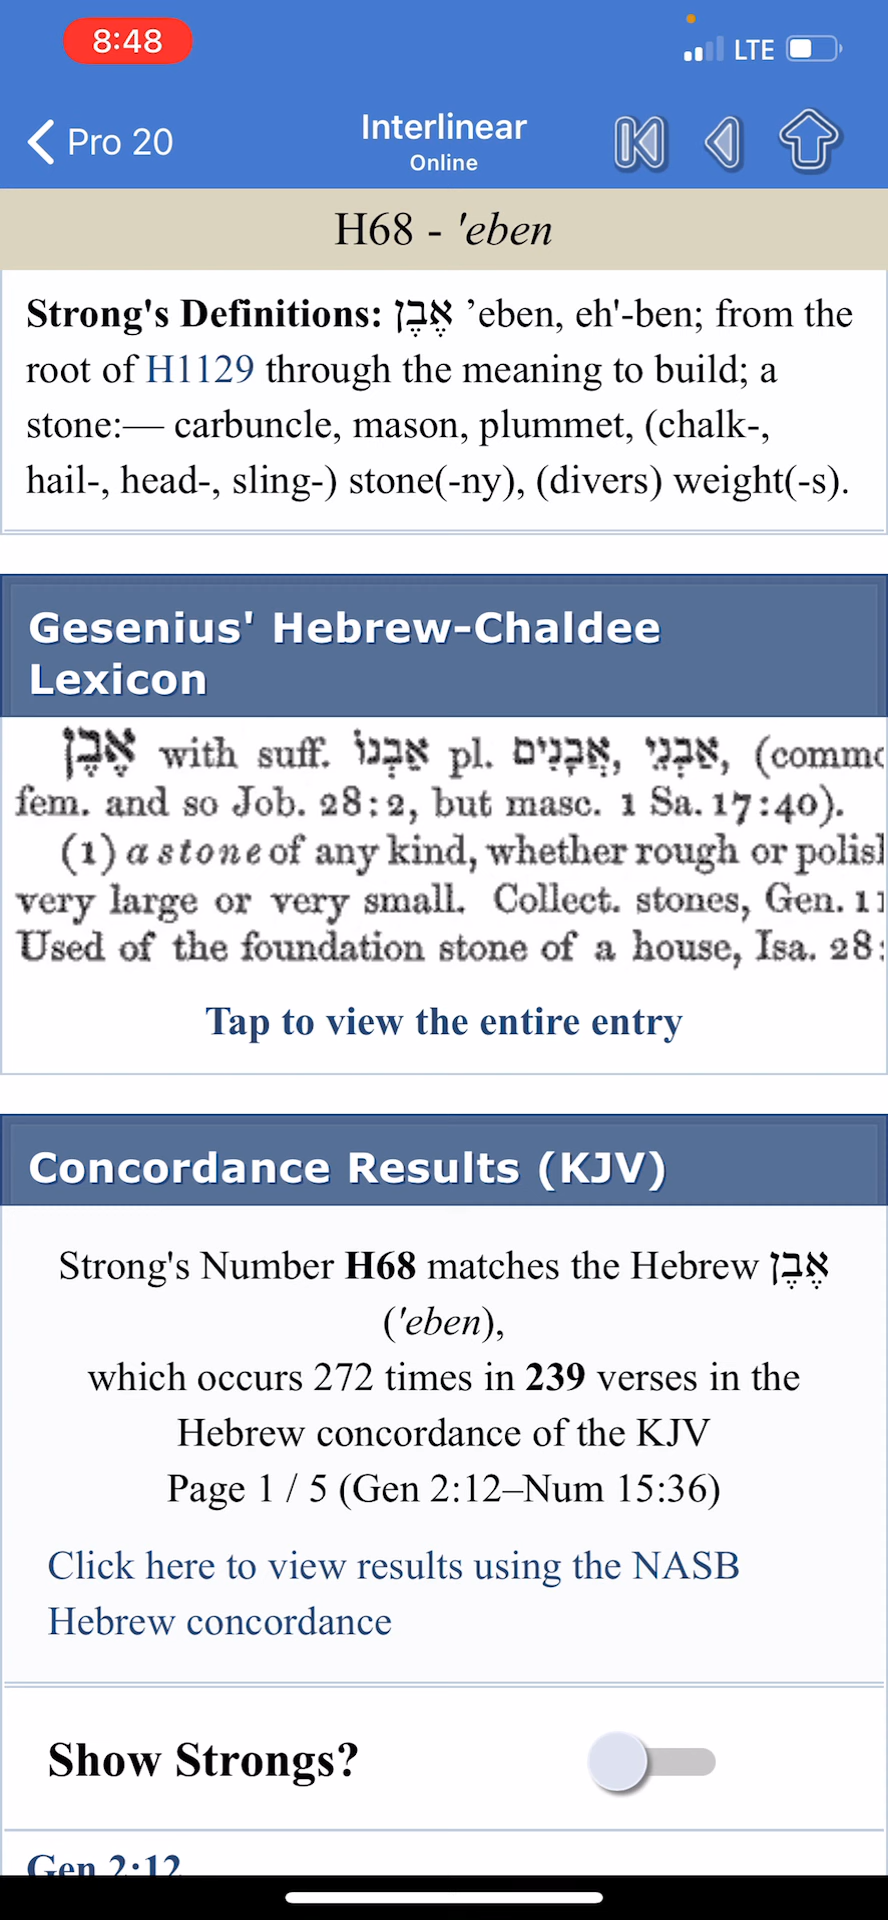 8:48
LTE
Pro 20
Interlinear
Online
H68 - 'eben
Strong's Definitions: אֶבֶן ’eben, eh'-ben; from the
root of H1129 through the meaning to build; a
stone:— carbuncle, mason, plummet, (chalk-,
hail-, head-, sling-) stone(-ny), (divers) weight(-s).
Gesenius' Hebrew-Chaldee
Lexicon
אֶבֶן with suff. אַבְנוֹ pl. אֲבָנִים, אַבְנֵי, (comm
fem. and so Job. 28:2, but masc. 1 Sa. 17:40).
(1) a stone of any kind, whether rough or polis
very large or very small. Collect. stones, Gen. 11
Used of the foundation stone of a house, Isa. 28:
Tap to view the entire entry
Concordance Results (KJV)
Strong's Number H68 matches the Hebrew אֶבֶן
('eben),
which occurs 272 times in 239 verses in the
Hebrew concordance of the KJV
Page 1 / 5 (Gen 2:12–Num 15:36)
Click here to view results using the NASB
Hebrew concordance
Show Strongs?
Gen 2:12